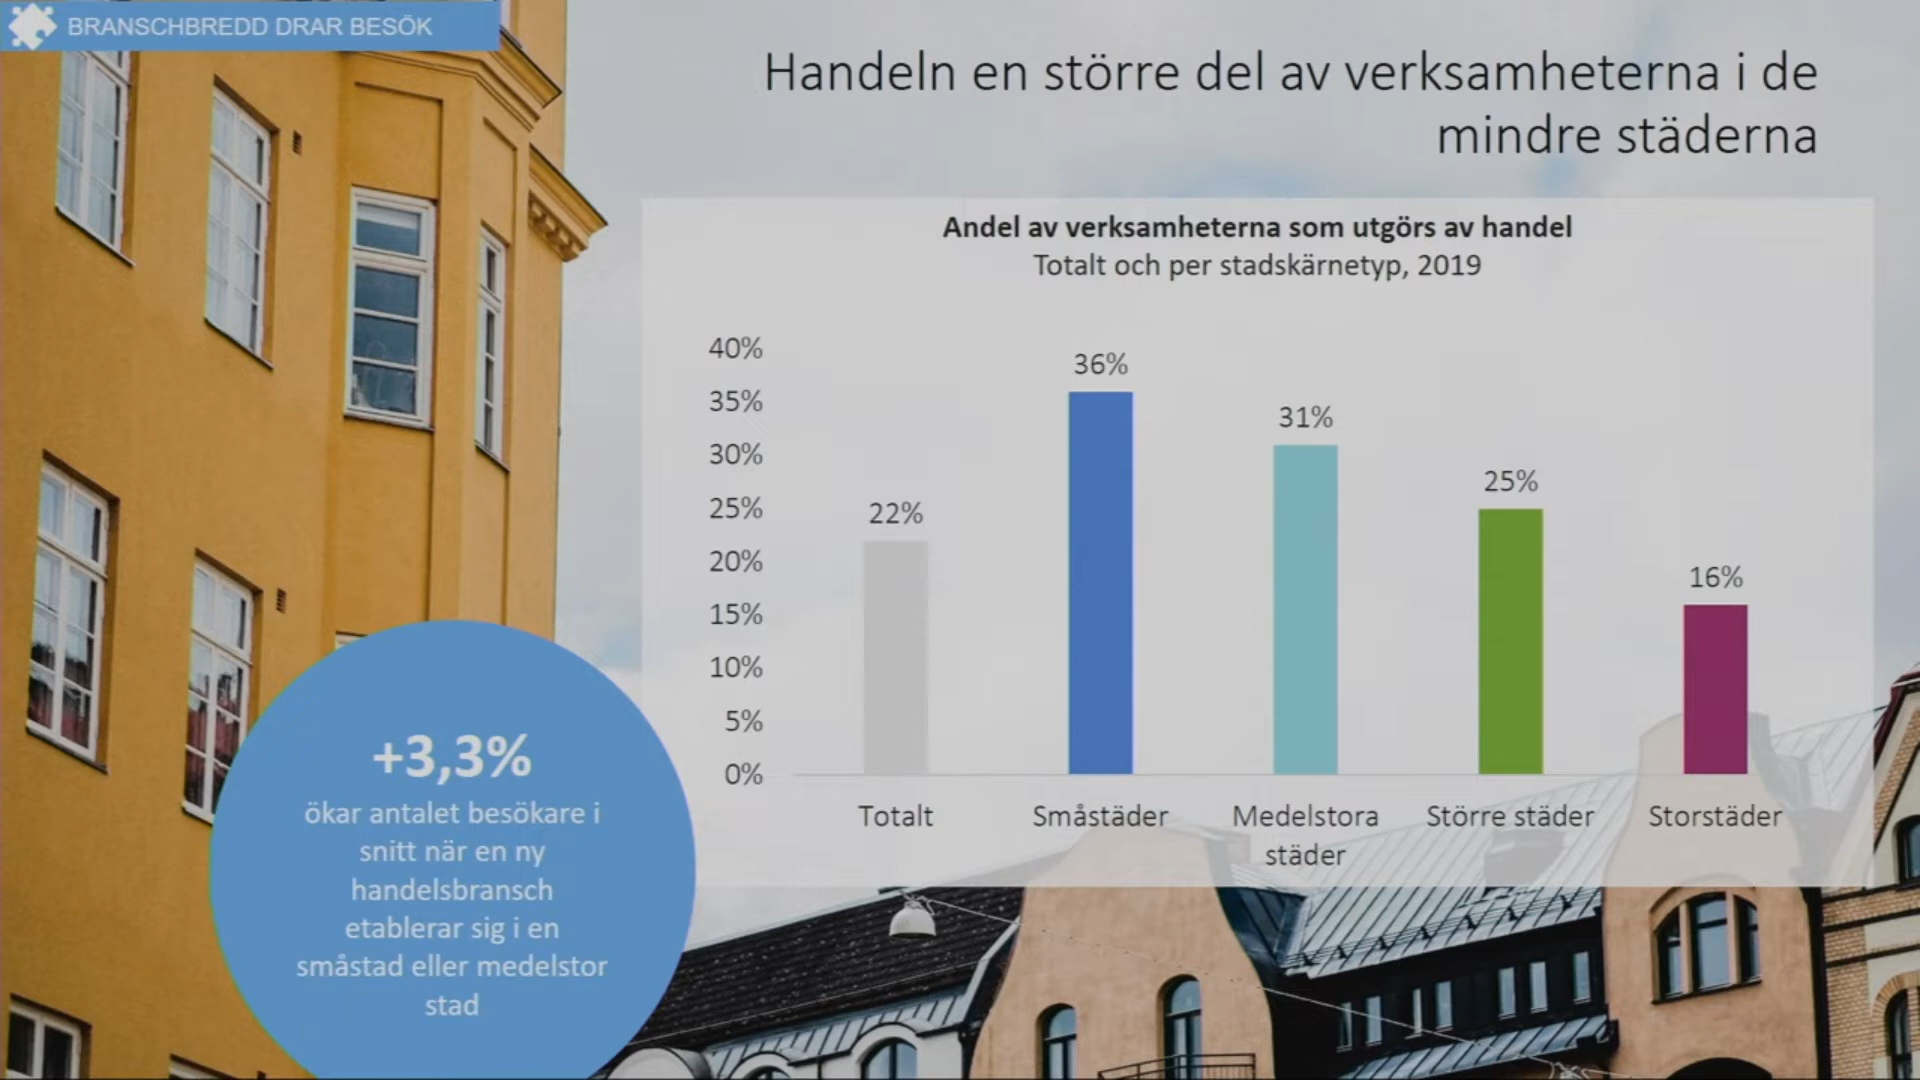 BRANSCHBREDD DRAR BESÖK
Handeln en större del av verksamheterna i de
mindre städerna
Andel av verksamheterna som utgörs av handel
Totalt och per stadskärnetyp, 2019
40%
35%
30%
25%
20%
15%
10%
5%
0%
22%
36%
31%
25%
16%
Totalt
Småstäder
Medelstora
städer
Större städer
Storstäder
+3,3%
ökar antalet besökare i
snitt när en ny
handelsbransch
etablerar sig i en
småstad eller medelstor
stad